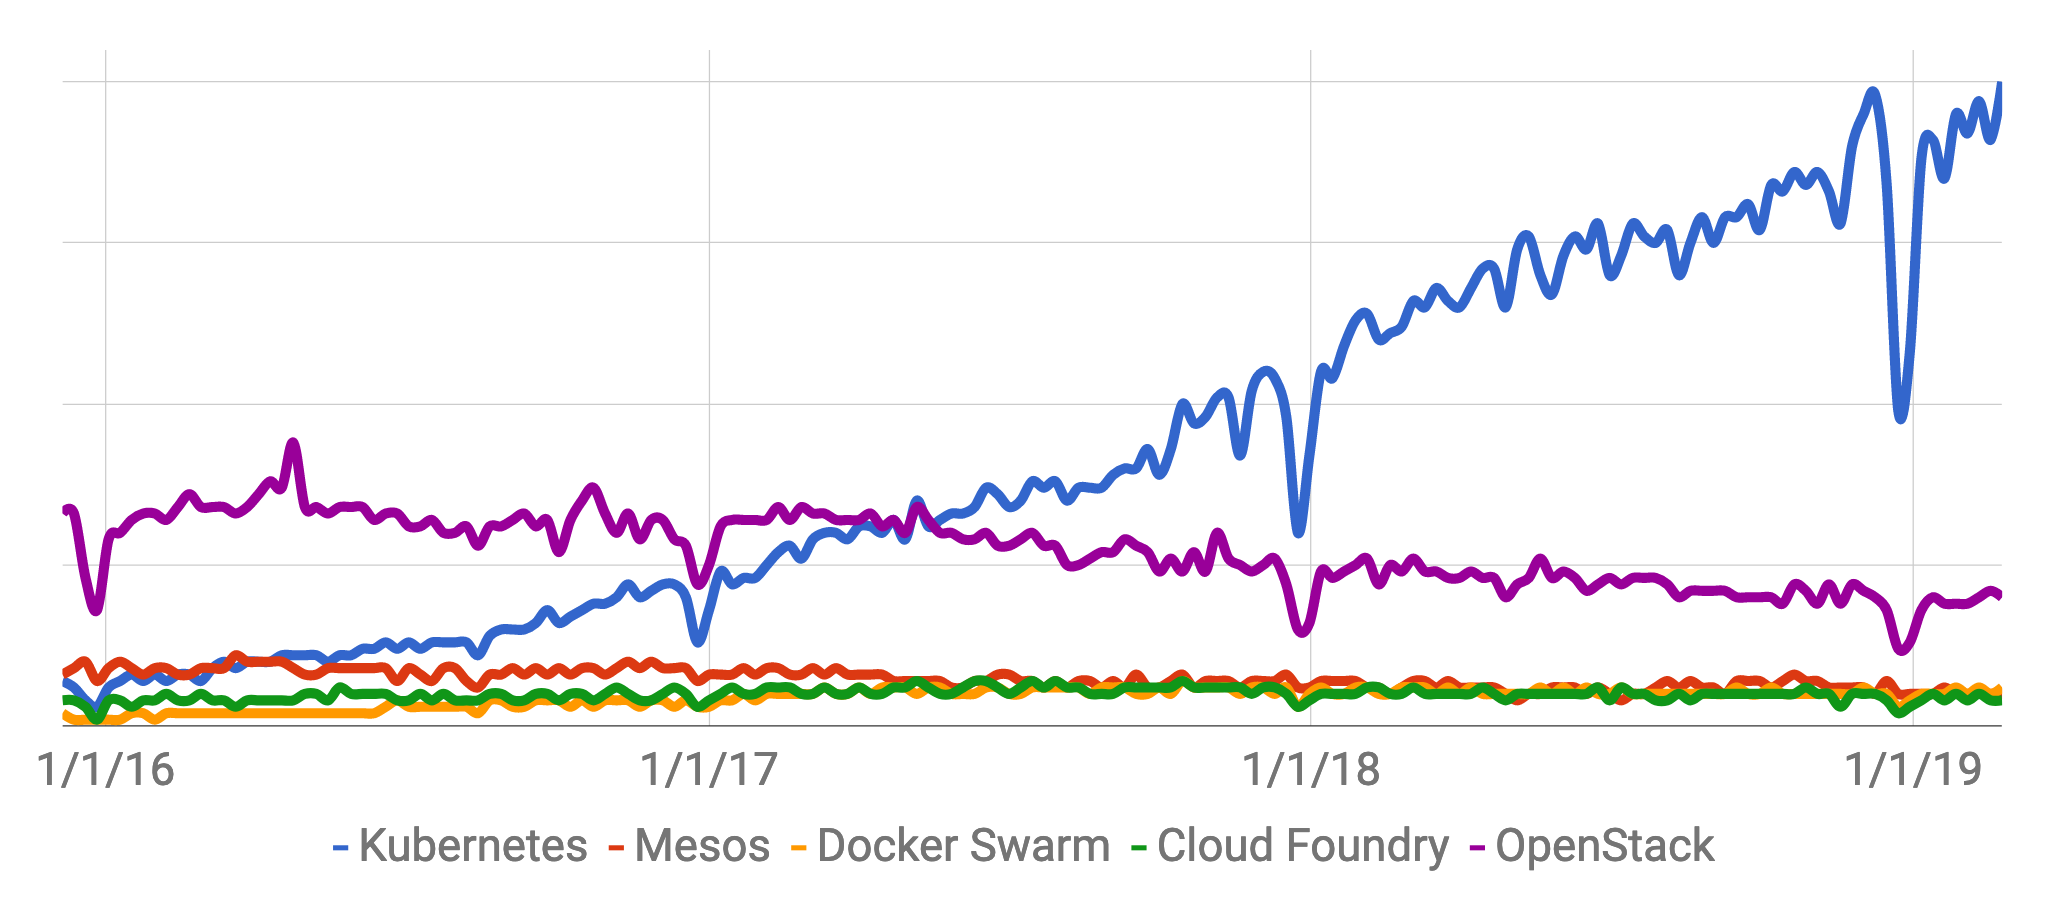 1/1/16 1/1/17 1/1/18 1/1/19
Kubernetes Mesos Docker Swarm Cloud Foundry OpenStack